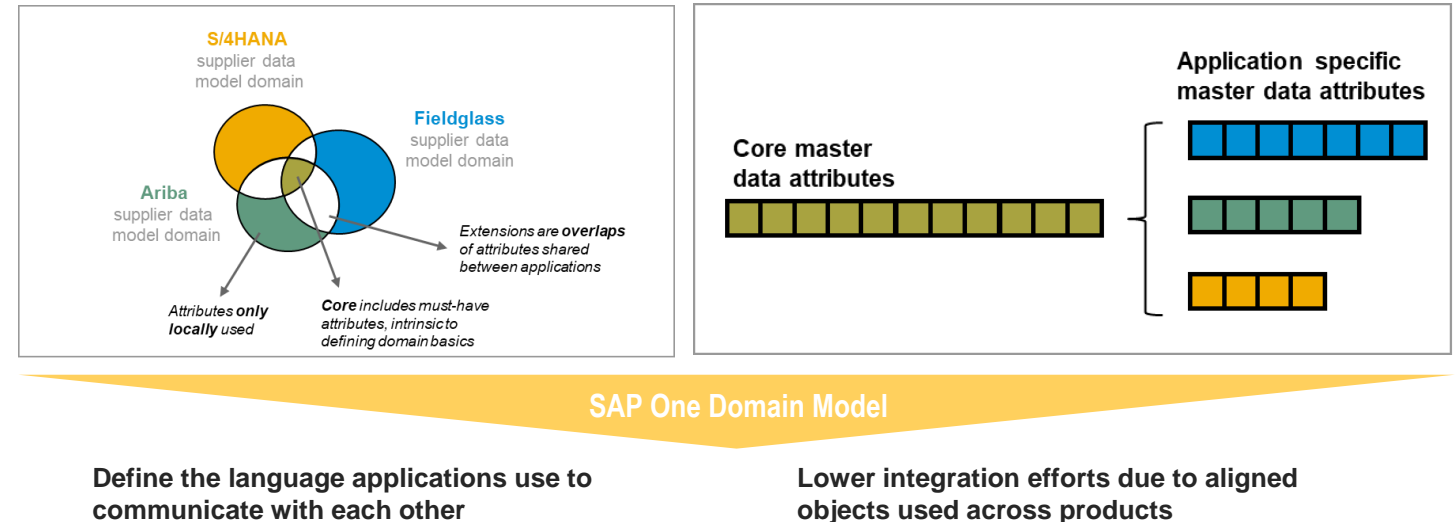 S/4HANA
supplier data
model domain
Fieldglass
supplier data
model domain
Ariba
supplier data
model domain
Extensions are overlaps
of attributes shared
between applications
Attributes only
locally used
Core includes must-have
attributes, intrinsic to
defining domain basics
Core master
data attributes
Application specific
master data attributes
SAP One Domain Model
Define the language applications use to
communicate with each other
Lower integration efforts due to aligned
objects used across products